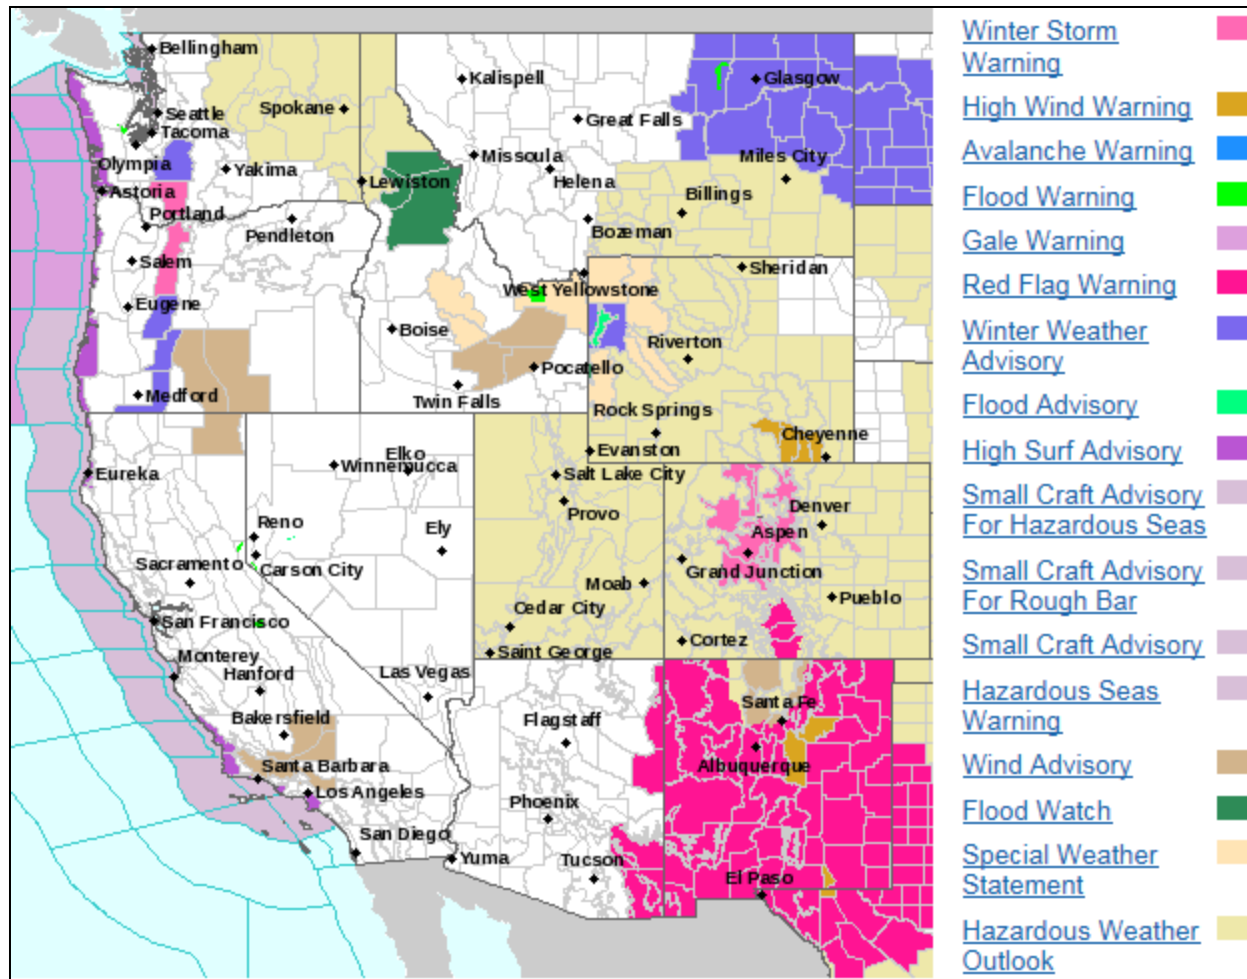 Bellingham
Kalispell
Glasgow
Spokane
Seattle
Great Falls
Tacoma
Olympia
Missoula
Miles City
Yakima
Helena
Lewiston
Astoria
Billings
Portland
Pendleton
Bozeman
Salem
Sheridan
West Yellowstone
Eugene
Boise
Riverton
Pocatello
Medford
Twin Falls
Rock Springs
Cheyenne
Evanston
Elko
Winnemucca
Eureka
Salt Lake City
Provo
Denver
Reno
Ely
Aspen
Sacramento
Carson City
Grand Junction
Moab
Pueblo
Cedar City
San Francisco
Cortez
Saint George
Monterey
Hanford
Las Vegas
Santa Fe
Bakersfield
Flagstaff
Santa Barbara
Albuquerque
Los Angeles
Phoenix
San Diego
Yuma
Tucson
El Paso
Winter Storm
Warning
High Wind Warning
Avalanche Warning
Flood Warning
Gale Warning
Red Flag Warning
Winter Weather
Advisory
Flood Advisory
High Surf Advisory
Small Craft Advisory
For Hazardous Seas
Small Craft Advisory
For Rough Bar
Small Craft Advisory
Hazardous Seas
Warning
Wind Advisory
Flood Watch
Special Weather
Statement
Hazardous Weather
Outlook